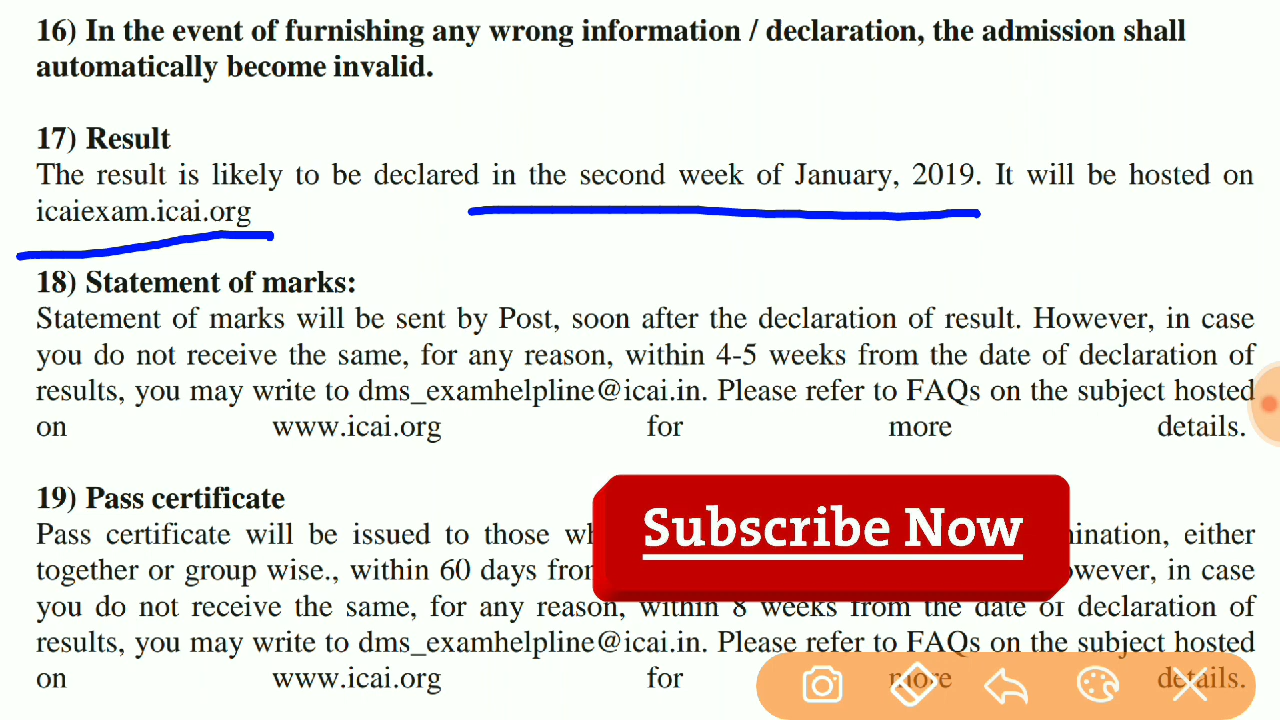 16) In the event of furnishing any wrong information / declaration, the admission shall
automatically become invalid.
17) Result
The result is likely to be declared in the second week of January, 2019. It will be hosted on
icaiexam.icai.org
18) Statement of marks:
Statement of marks will be sent by Post, soon after the declaration of result. However, in case
you do not receive the same, for any reason, within 4-5 weeks from the date of declaration of
results, you may write to dms_examhelpline@icai.in. Please refer to FAQs on the subject hosted
on www.icai.org for more details.
19) Pass certificate
Pass certificate will be issued to those
Subscribe Now
either
together or group wise., within 60 days in case
you do not receive the same, for any reason, within 8 weeks from the date of declaration of
results, you may write to dms_examhelpline@icai.in. Please refer to FAQs on the subject hosted
on www.icai.org for more details.